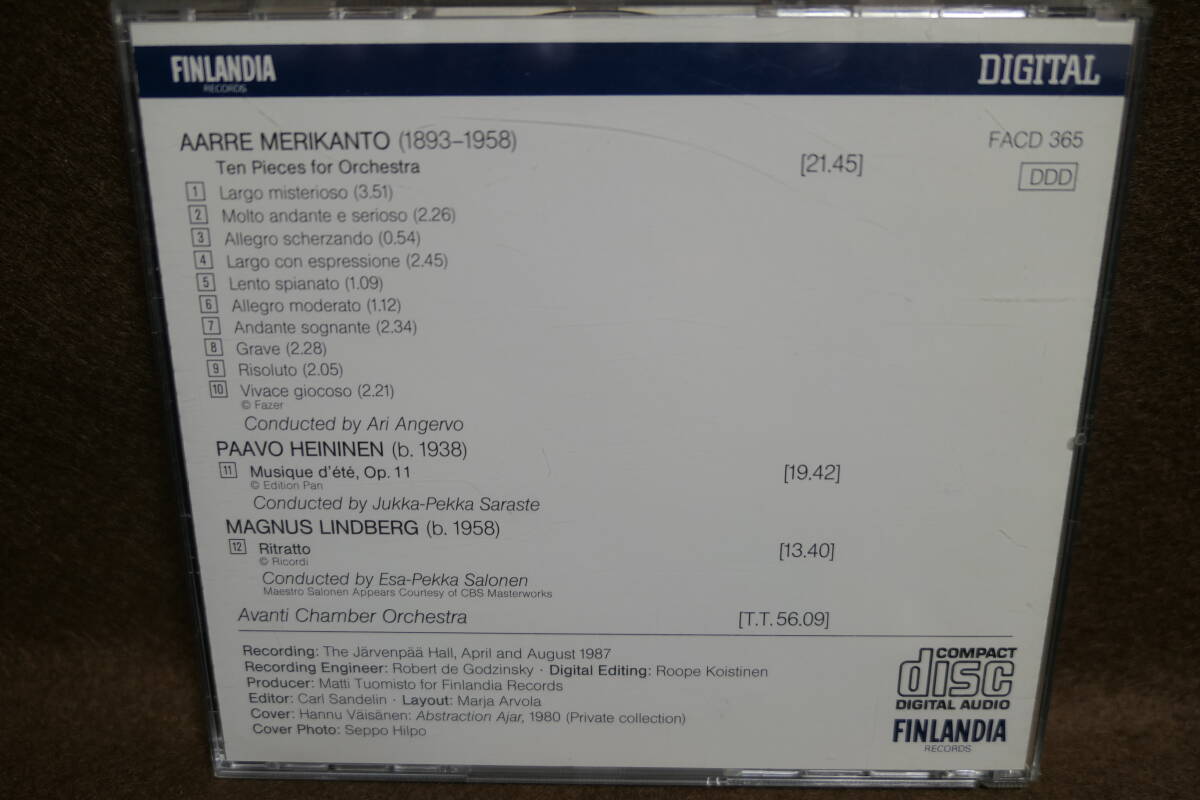 FINLANDIA
RECORDS
DIGITAL
AARRE MERIKANTO (1893–1958)
FACD 365
Ten Pieces for Orchestra [21.45]
DDD
1 Largo misterioso (3.51)
2 Molto andante e serioso (2.26)
3 Allegro scherzando (0.54)
4 Largo con espressione (2.45)
5 Lento spianato (1.09)
6 Allegro moderato (1.12)
7 Andante sognante (2.34)
8 Grave (2.28)
9 Risoluto (2.05)
10 Vivace giocoso (2.21)
© Fazer
Conducted by Ari Angervo
PAAVO HEININEN (b. 1938)
11 Musique d'été, Op. 11 [19.42]
© Edition Pan
Conducted by Jukka-Pekka Saraste
MAGNUS LINDBERG (b. 1958)
12 Ritratto [13.40]
© Ricordi
Conducted by Esa-Pekka Salonen
Maestro Salonen Appears Courtesy of CBS Masterworks
Avanti Chamber Orchestra [T.T. 56.09]
Recording: The Järvenpää Hall, April and August 1987
Recording Engineer: Robert de Godzinsky · Digital Editing: Roope Koistinen
Producer: Matti Tuomisto for Finlandia Records
Editor: Carl Sandelin · Layout: Marja Arvola
Cover: Hannu Väisänen: Abstraction Ajar, 1980 (Private collection)
Cover Photo: Seppo Hilpo
COMPACT
disc
DIGITAL AUDIO
FINLANDIA
RECORDS